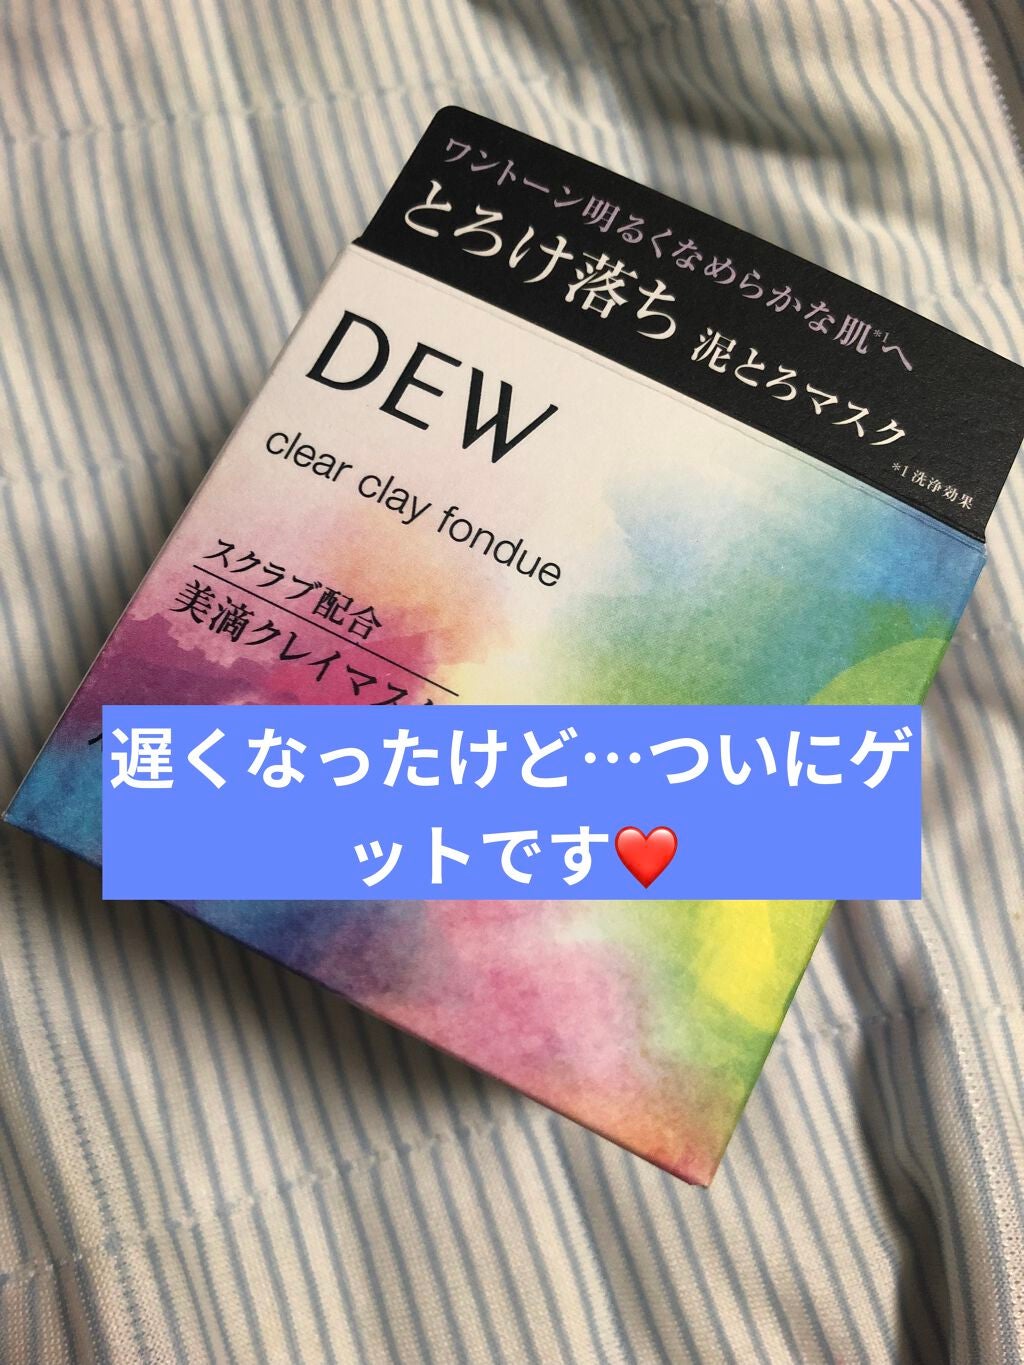 ワントーン明るくなめらかな肌*1へ
とろけ落ち 泥とろマスク
*1 洗浄効果
DEW
clear clay fondue
スクラブ配合
美滴クレイマスク
遅くなったけど…ついにゲ
ットです❤️